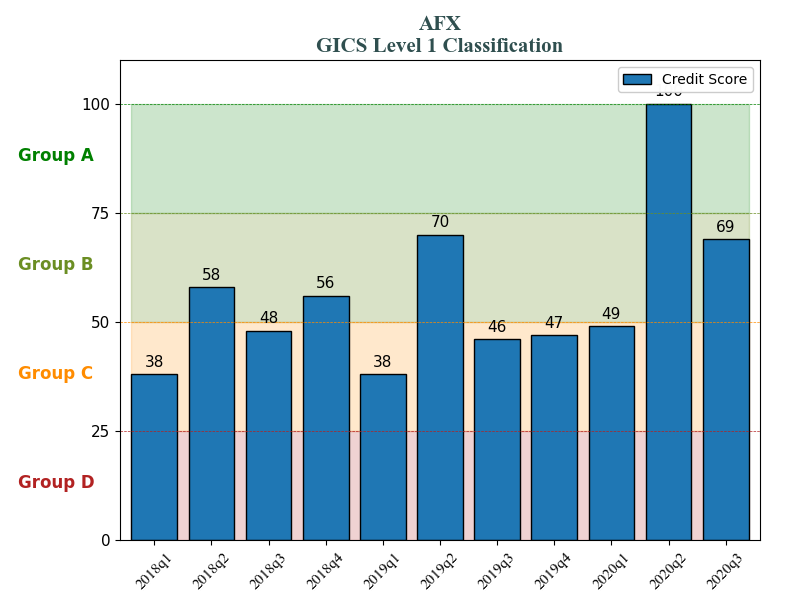 AFX
GICS Level 1 Classification
Credit Score
100
Group A
75
70
69
Group B
58
56
50
48
46
47
49
38
38
Group C
25
Group D
0
2018q1
2018q2
2018q3
2018q4
2019q1
2019q2
2019q3
2019q4
2020q1
2020q2
2020q3